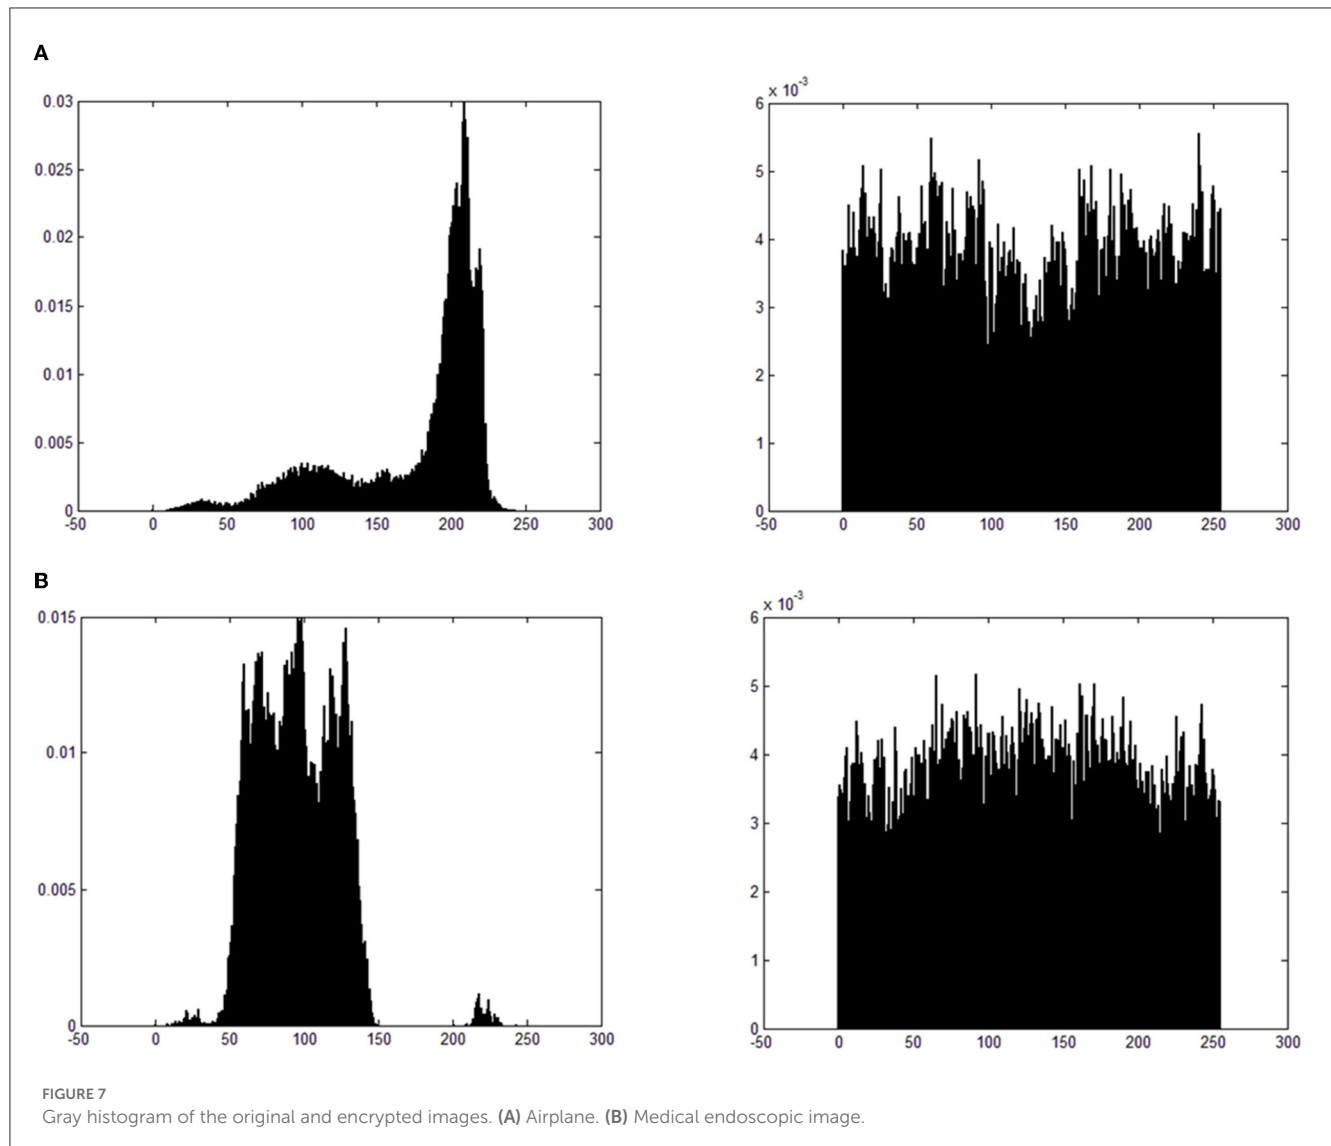 A
0.03
0.025
0.02
0.015
0.01
0.005
0
-50 0 50 100 150 200 250 300
x 10^-3
6
5
4
3
2
1
0
-50 0 50 100 150 200 250 300
B
0.015
0.01
0.005
0
-50 0 50 100 150 200 250 300
x 10^-3
6
5
4
3
2
1
0
-50 0 50 100 150 200 250 300
FIGURE 7
Gray histogram of the original and encrypted images. (A) Airplane. (B) Medical endoscopic image.